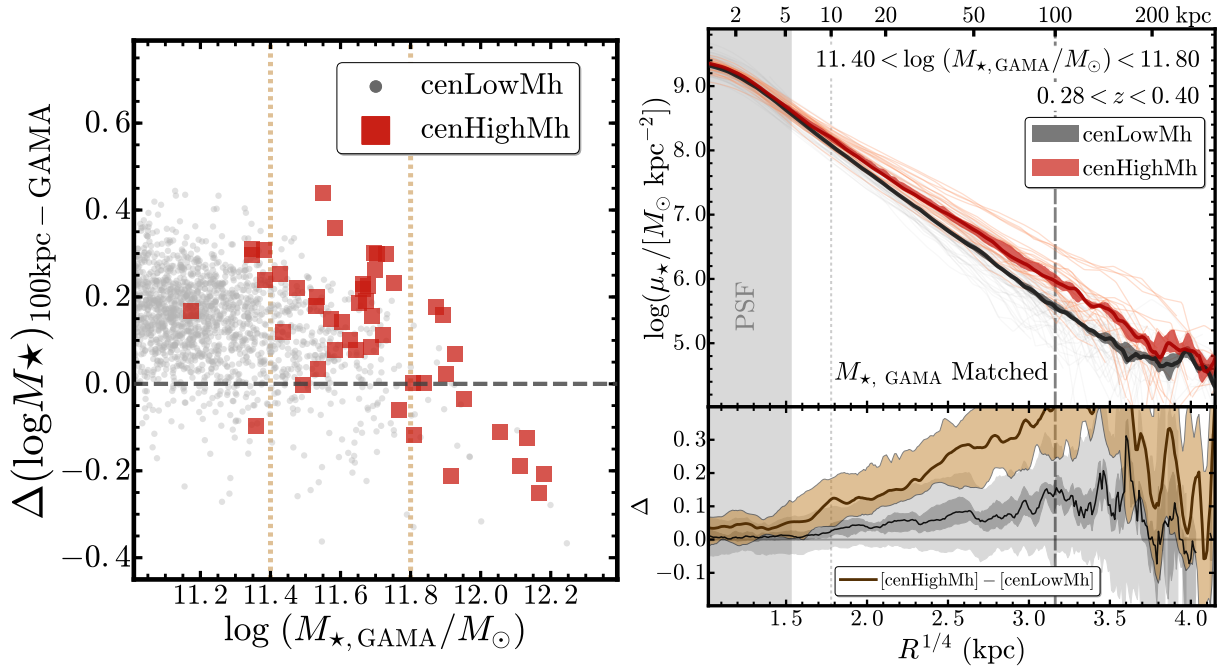 0.6
0.4
0.2
0.0
−0.2
−0.4
Δ(logM★)100kpc−GAMA
cenLowMh
cenHighMh
11.2 11.4 11.6 11.8 12.0 12.2
log (M★, GAMA/M⊙)
2 5 10 20 50 100 200 kpc
11.40 < log (M★, GAMA/M⊙) < 11.80
0.28 < z < 0.40
cenLowMh
cenHighMh
9.0
8.0
7.0
6.0
5.0
log(μ★/[M⊙ kpc−2])
PSF
M★, GAMA Matched
0.3
0.2
0.1
0.0
−0.1
Δ
[cenHighMh] − [cenLowMh]
1.5 2.0 2.5 3.0 3.5 4.0
R1/4 (kpc)